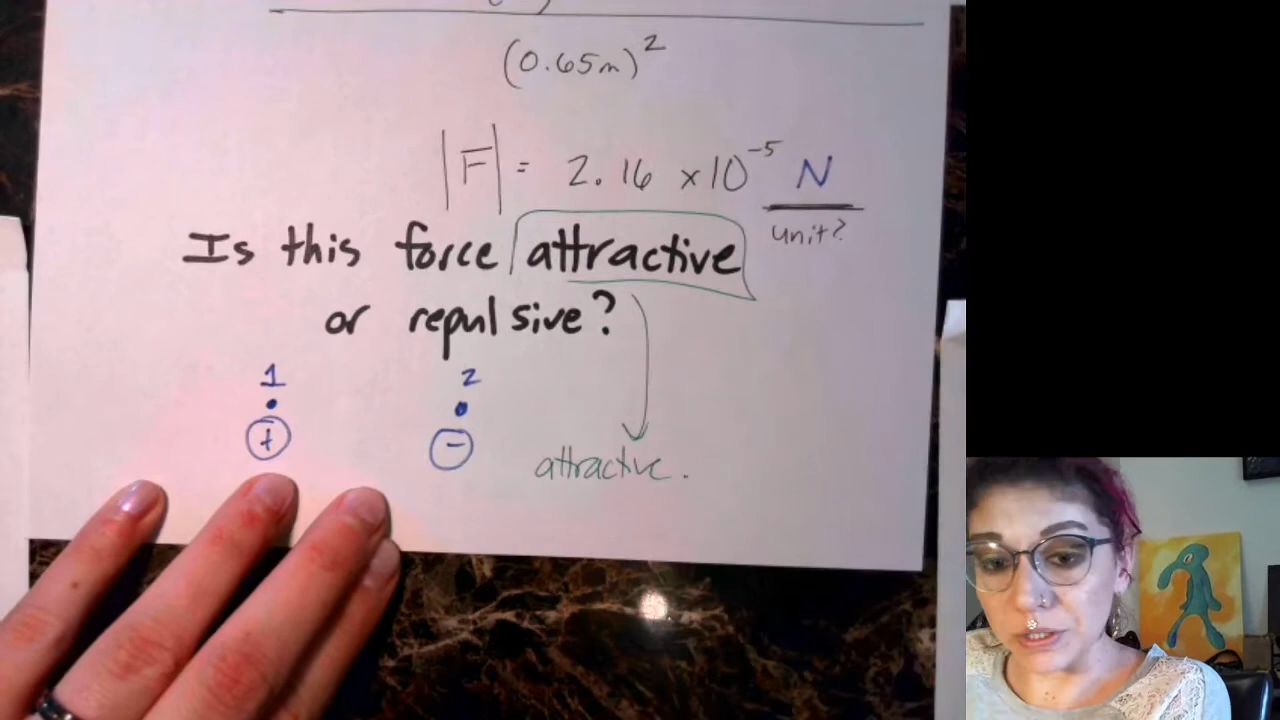 (0.65m)²
|F| = 2.16 x10⁻⁵ N
unit?
Is this force attractive
or repulsive?
1 2
+ -
attractive.